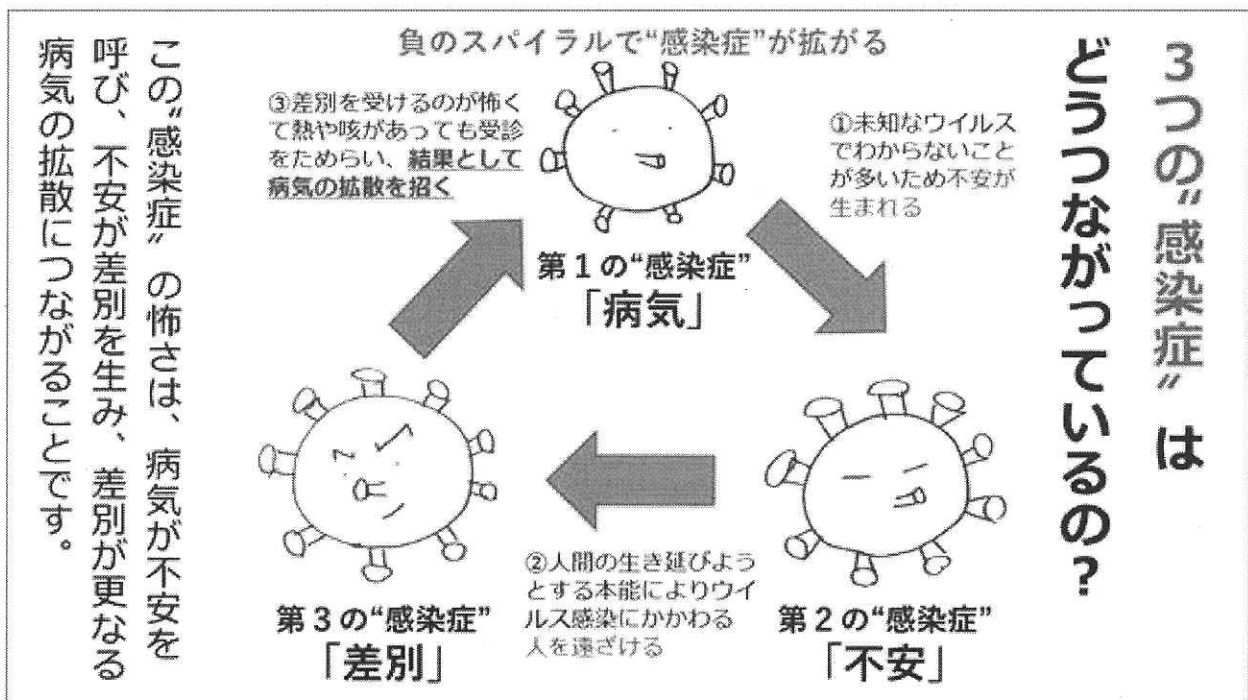 3つの“感染症”は
どうつながっているの？
負のスパイラルで“感染症”が拡がる
①未知なウイルス
でわからないこと
が多いため不安が
生まれる
第1の“感染症”
「病気」
③差別を受けるのが怖く
て熱や咳があっても受診
をためらい、結果として
病気の拡散を招く
第2の“感染症”
「不安」
②人間の生き延びよう
とする本能によりウイ
ルス感染にかかわる
人を遠ざける
第3の“感染症”
「差別」
この“感染症”の怖さは、病気が不安を
呼び、不安が差別を生み、差別が更なる
病気の拡散につながることです。